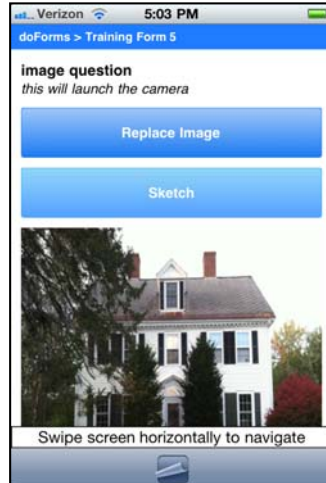 Verizon 5:03 PM
doForms > Training Form 5
image question
this will launch the camera
Replace Image
Sketch
Swipe screen horizontally to navigate